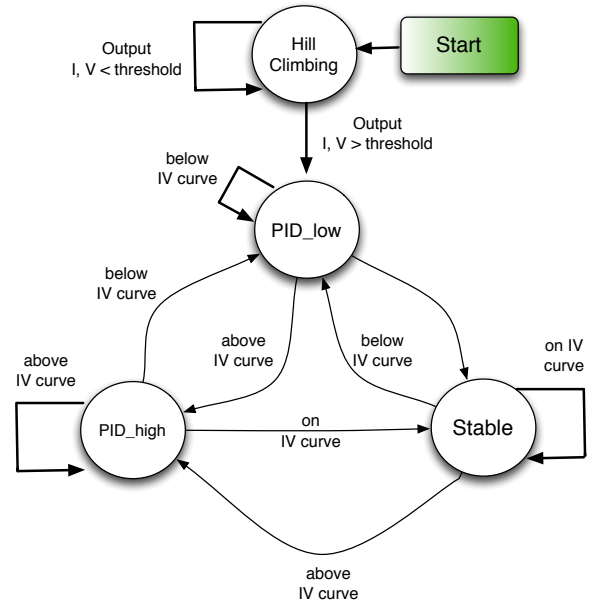 Start
Hill
Climbing
Output
I, V < threshold
Output
I, V > threshold
below
IV curve
PID_low
below
IV curve
above
IV curve
below
IV curve
on IV
curve
above
IV curve
PID_high
on
IV curve
Stable
above
IV curve